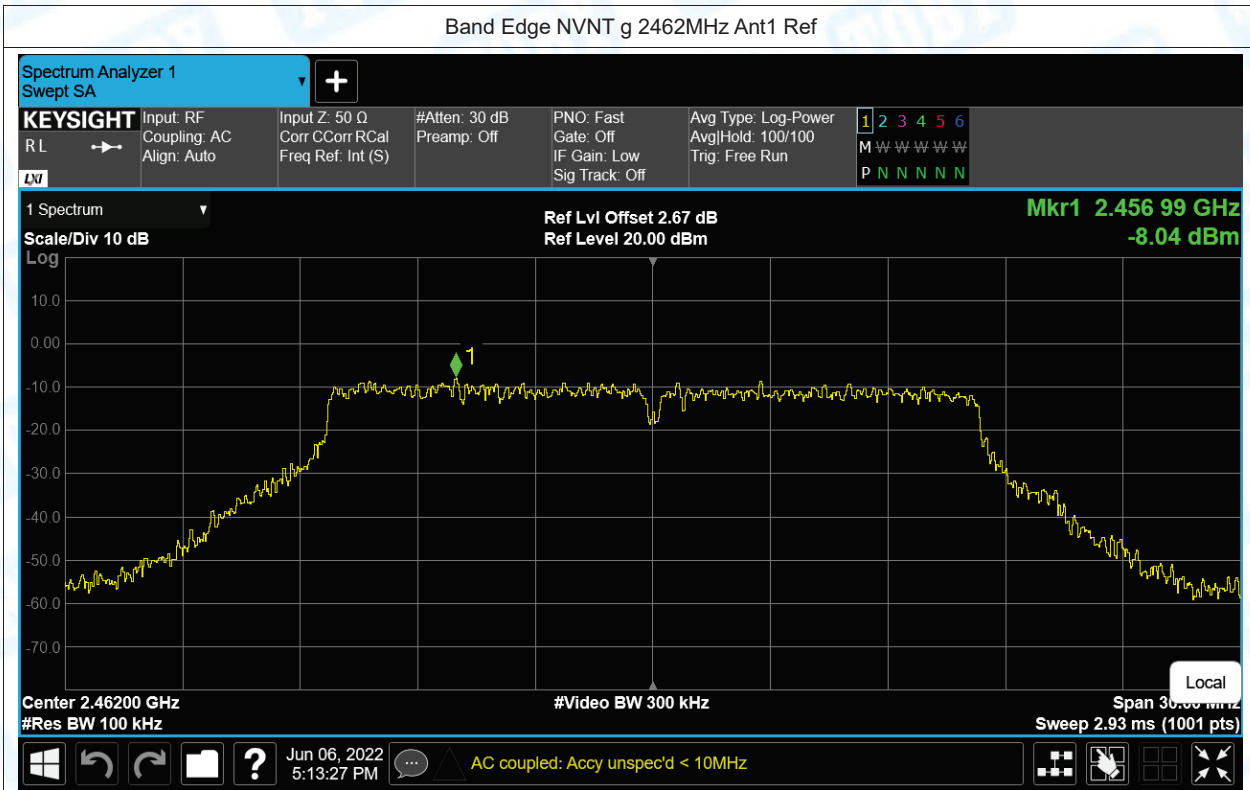 Band Edge NVNT g 2462MHz Ant1 Ref
Spectrum Analyzer 1
Swept SA
KEYSIGHT
R L
LXI
Input: RF
Coupling: AC
Align: Auto
Input Z: 50 Ω
Corr CCorr RCal
Freq Ref: Int (S)
#Atten: 30 dB
Preamp: Off
PNO: Fast
Gate: Off
IF Gain: Low
Sig Track: Off
Avg Type: Log-Power
Avg|Hold: 100/100
Trig: Free Run
1 2 3 4 5 6
M W W W W W
P N N N N N
1 Spectrum
Scale/Div 10 dB
Ref Lvl Offset 2.67 dB
Ref Level 20.00 dBm
Mkr1 2.456 99 GHz
-8.04 dBm
Log
10.0
0.00
-10.0
-20.0
-30.0
-40.0
-50.0
-60.0
-70.0
1
Center 2.46200 GHz
#Res BW 100 kHz
#Video BW 300 kHz
Span 30.00 MHz
Sweep 2.93 ms (1001 pts)
Local
Jun 06, 2022
5:13:27 PM
AC coupled: Accy unspec'd < 10MHz